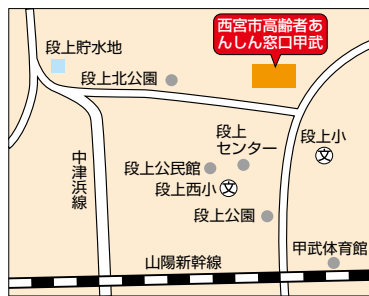 西宮市高齢者あ
んしん窓口甲武
段上貯水地
段上北公園
段上
センター
段上小
文
中津浜線
段上公民館
段上西小
文
段上公園
甲武体育館
山陽新幹線